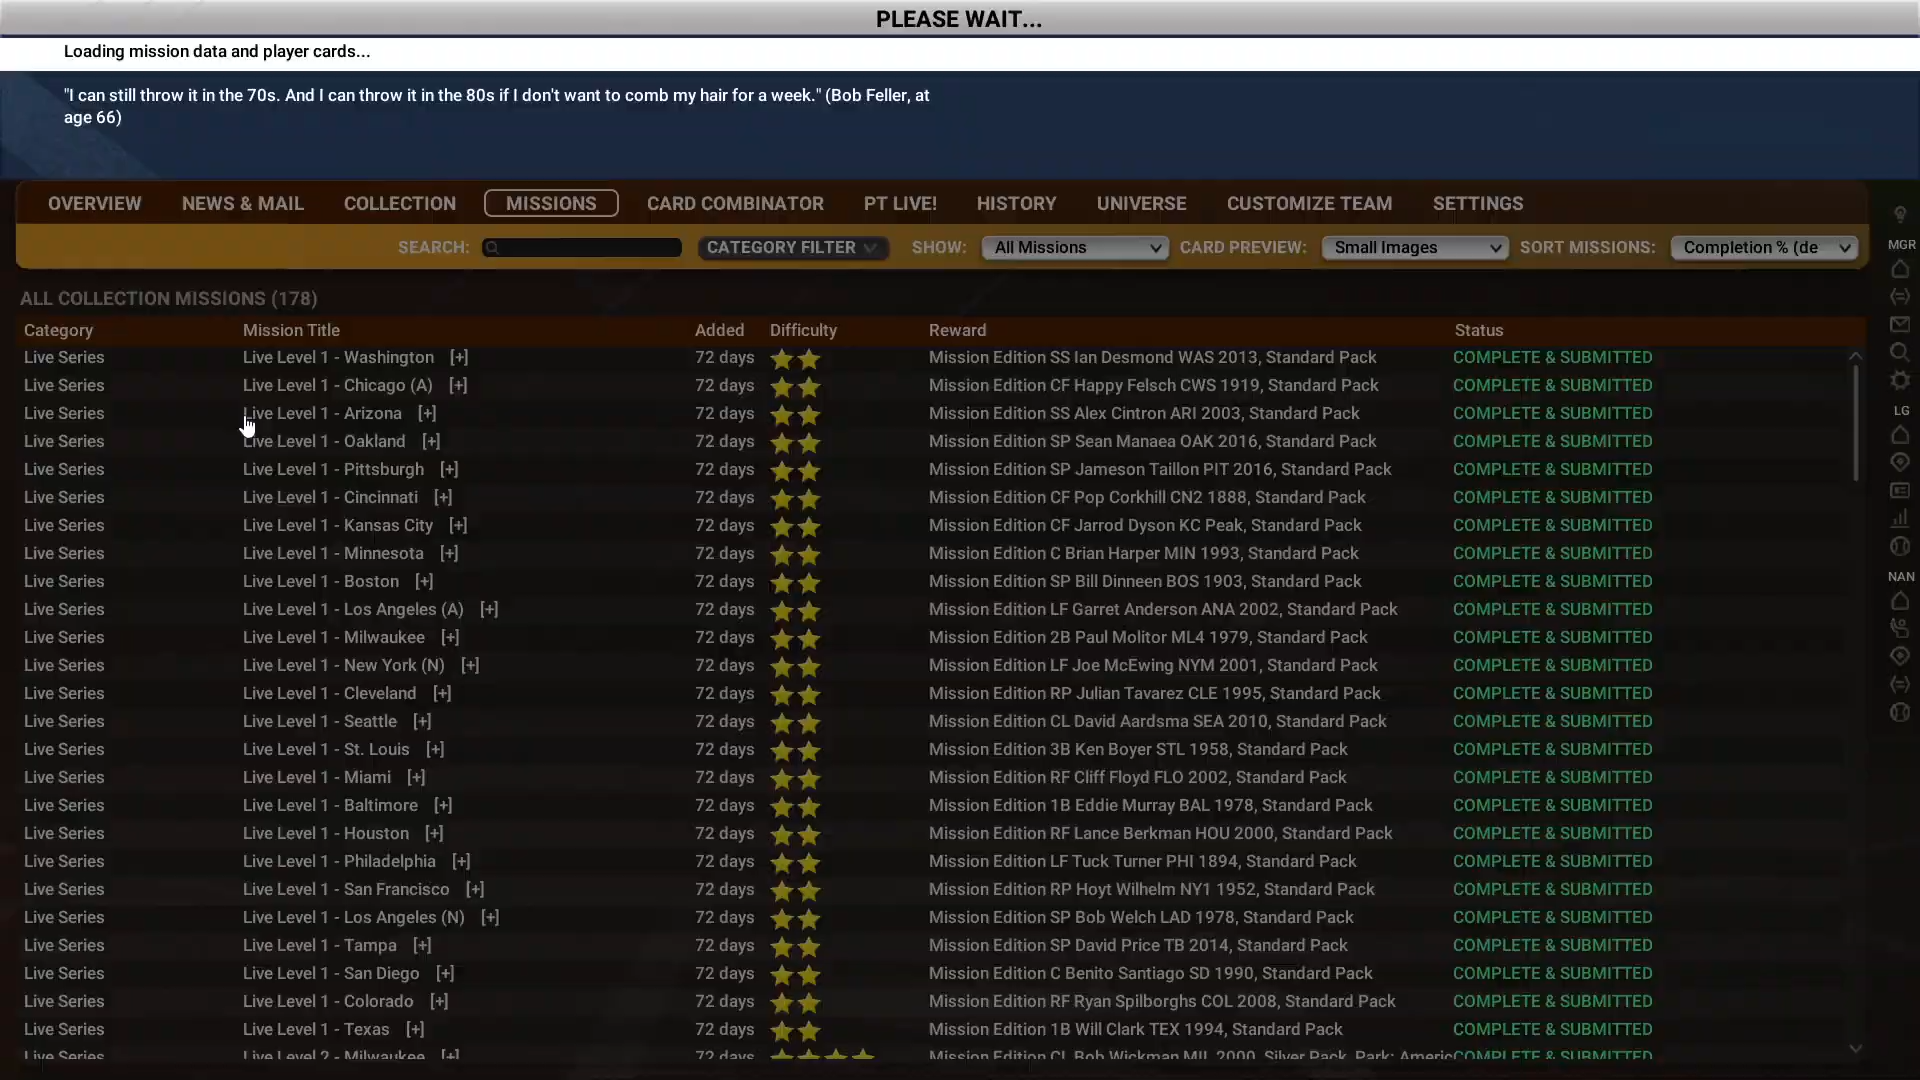 PLEASE WAIT...
Loading mission data and player cards...
"I can still throw it in the 70s. And I can throw it in the 80s if I don't want to comb my hair for a week." (Bob Feller, at
age 66)
OVERVIEW NEWS & MAIL COLLECTION MISSIONS CARD COMBINATOR PT LIVE! HISTORY UNIVERSE CUSTOMIZE TEAM SETTINGS
SEARCH: CATEGORY FILTER SHOW: All Missions CARD PREVIEW: Small Images SORT MISSIONS: Completion % (de
MGR
ALL COLLECTION MISSIONS (178)
Category Mission Title Added Difficulty Reward Status
Live Series Live Level 1 - Washington [+] 72 days Mission Edition SS Ian Desmond WAS 2013, Standard Pack COMPLETE & SUBMITTED
Live Series Live Level 1 - Chicago (A) [+] 72 days Mission Edition CF Happy Felsch CWS 1919, Standard Pack COMPLETE & SUBMITTED
Live Series Live Level 1 - Arizona [+] 72 days Mission Edition SS Alex Cintron ARI 2003, Standard Pack COMPLETE & SUBMITTED
LG
Live Series Live Level 1 - Oakland [+] 72 days Mission Edition SP Sean Manaea OAK 2016, Standard Pack COMPLETE & SUBMITTED
Live Series Live Level 1 - Pittsburgh [+] 72 days Mission Edition SP Jameson Taillon PIT 2016, Standard Pack COMPLETE & SUBMITTED
Live Series Live Level 1 - Cincinnati [+] 72 days Mission Edition CF Pop Corkhill CN2 1888, Standard Pack COMPLETE & SUBMITTED
Live Series Live Level 1 - Kansas City [+] 72 days Mission Edition CF Jarrod Dyson KC Peak, Standard Pack COMPLETE & SUBMITTED
Live Series Live Level 1 - Minnesota [+] 72 days Mission Edition C Brian Harper MIN 1993, Standard Pack COMPLETE & SUBMITTED
Live Series Live Level 1 - Boston [+] 72 days Mission Edition SP Bill Dinneen BOS 1903, Standard Pack COMPLETE & SUBMITTED
NAN
Live Series Live Level 1 - Los Angeles (A) [+] 72 days Mission Edition LF Garret Anderson ANA 2002, Standard Pack COMPLETE & SUBMITTED
Live Series Live Level 1 - Milwaukee [+] 72 days Mission Edition 2B Paul Molitor ML4 1979, Standard Pack COMPLETE & SUBMITTED
Live Series Live Level 1 - New York (N) [+] 72 days Mission Edition LF Joe McEwing NYM 2001, Standard Pack COMPLETE & SUBMITTED
Live Series Live Level 1 - Cleveland [+] 72 days Mission Edition RP Julian Tavarez CLE 1995, Standard Pack COMPLETE & SUBMITTED
Live Series Live Level 1 - Seattle [+] 72 days Mission Edition CL David Aardsma SEA 2010, Standard Pack COMPLETE & SUBMITTED
Live Series Live Level 1 - St. Louis [+] 72 days Mission Edition 3B Ken Boyer STL 1958, Standard Pack COMPLETE & SUBMITTED
Live Series Live Level 1 - Miami [+] 72 days Mission Edition RF Cliff Floyd FLO 2002, Standard Pack COMPLETE & SUBMITTED
Live Series Live Level 1 - Baltimore [+] 72 days Mission Edition 1B Eddie Murray BAL 1978, Standard Pack COMPLETE & SUBMITTED
Live Series Live Level 1 - Houston [+] 72 days Mission Edition RF Lance Berkman HOU 2000, Standard Pack COMPLETE & SUBMITTED
Live Series Live Level 1 - Philadelphia [+] 72 days Mission Edition LF Tuck Turner PHI 1894, Standard Pack COMPLETE & SUBMITTED
Live Series Live Level 1 - San Francisco [+] 72 days Mission Edition RP Hoyt Wilhelm NY1 1952, Standard Pack COMPLETE & SUBMITTED
Live Series Live Level 1 - Los Angeles (N) [+] 72 days Mission Edition SP Bob Welch LAD 1978, Standard Pack COMPLETE & SUBMITTED
Live Series Live Level 1 - Tampa [+] 72 days Mission Edition SP David Price TB 2014, Standard Pack COMPLETE & SUBMITTED
Live Series Live Level 1 - San Diego [+] 72 days Mission Edition C Benito Santiago SD 1990, Standard Pack COMPLETE & SUBMITTED
Live Series Live Level 1 - Colorado [+] 72 days Mission Edition RF Ryan Spilborghs COL 2008, Standard Pack COMPLETE & SUBMITTED
Live Series Live Level 1 - Texas [+] 72 days Mission Edition 1B Will Clark TEX 1994, Standard Pack COMPLETE & SUBMITTED
Live Series Live Level 2 - Milwaukee [+] 72 days Mission Edition CL Bob Wickman MIL 2000, Silver Pack, Park: Americ COMPLETE & SUBMITTED